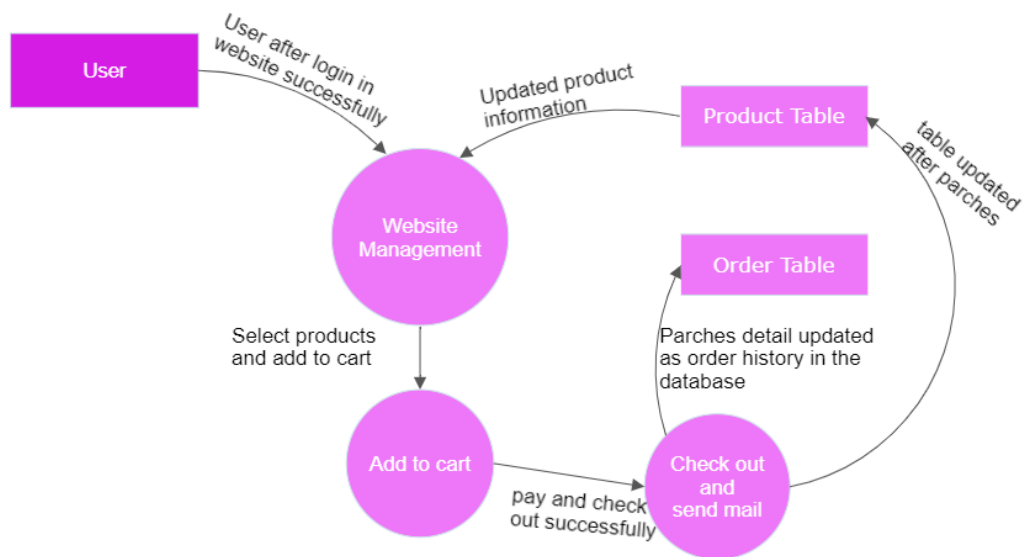 User
User after login in
website successfully
Updated product
information
Product Table
table updated
after parches
Website
Management
Order Table
Select products
and add to cart
Parches detail updated
as order history in the
database
Add to cart
Check out
and
send mail
pay and check
out successfully